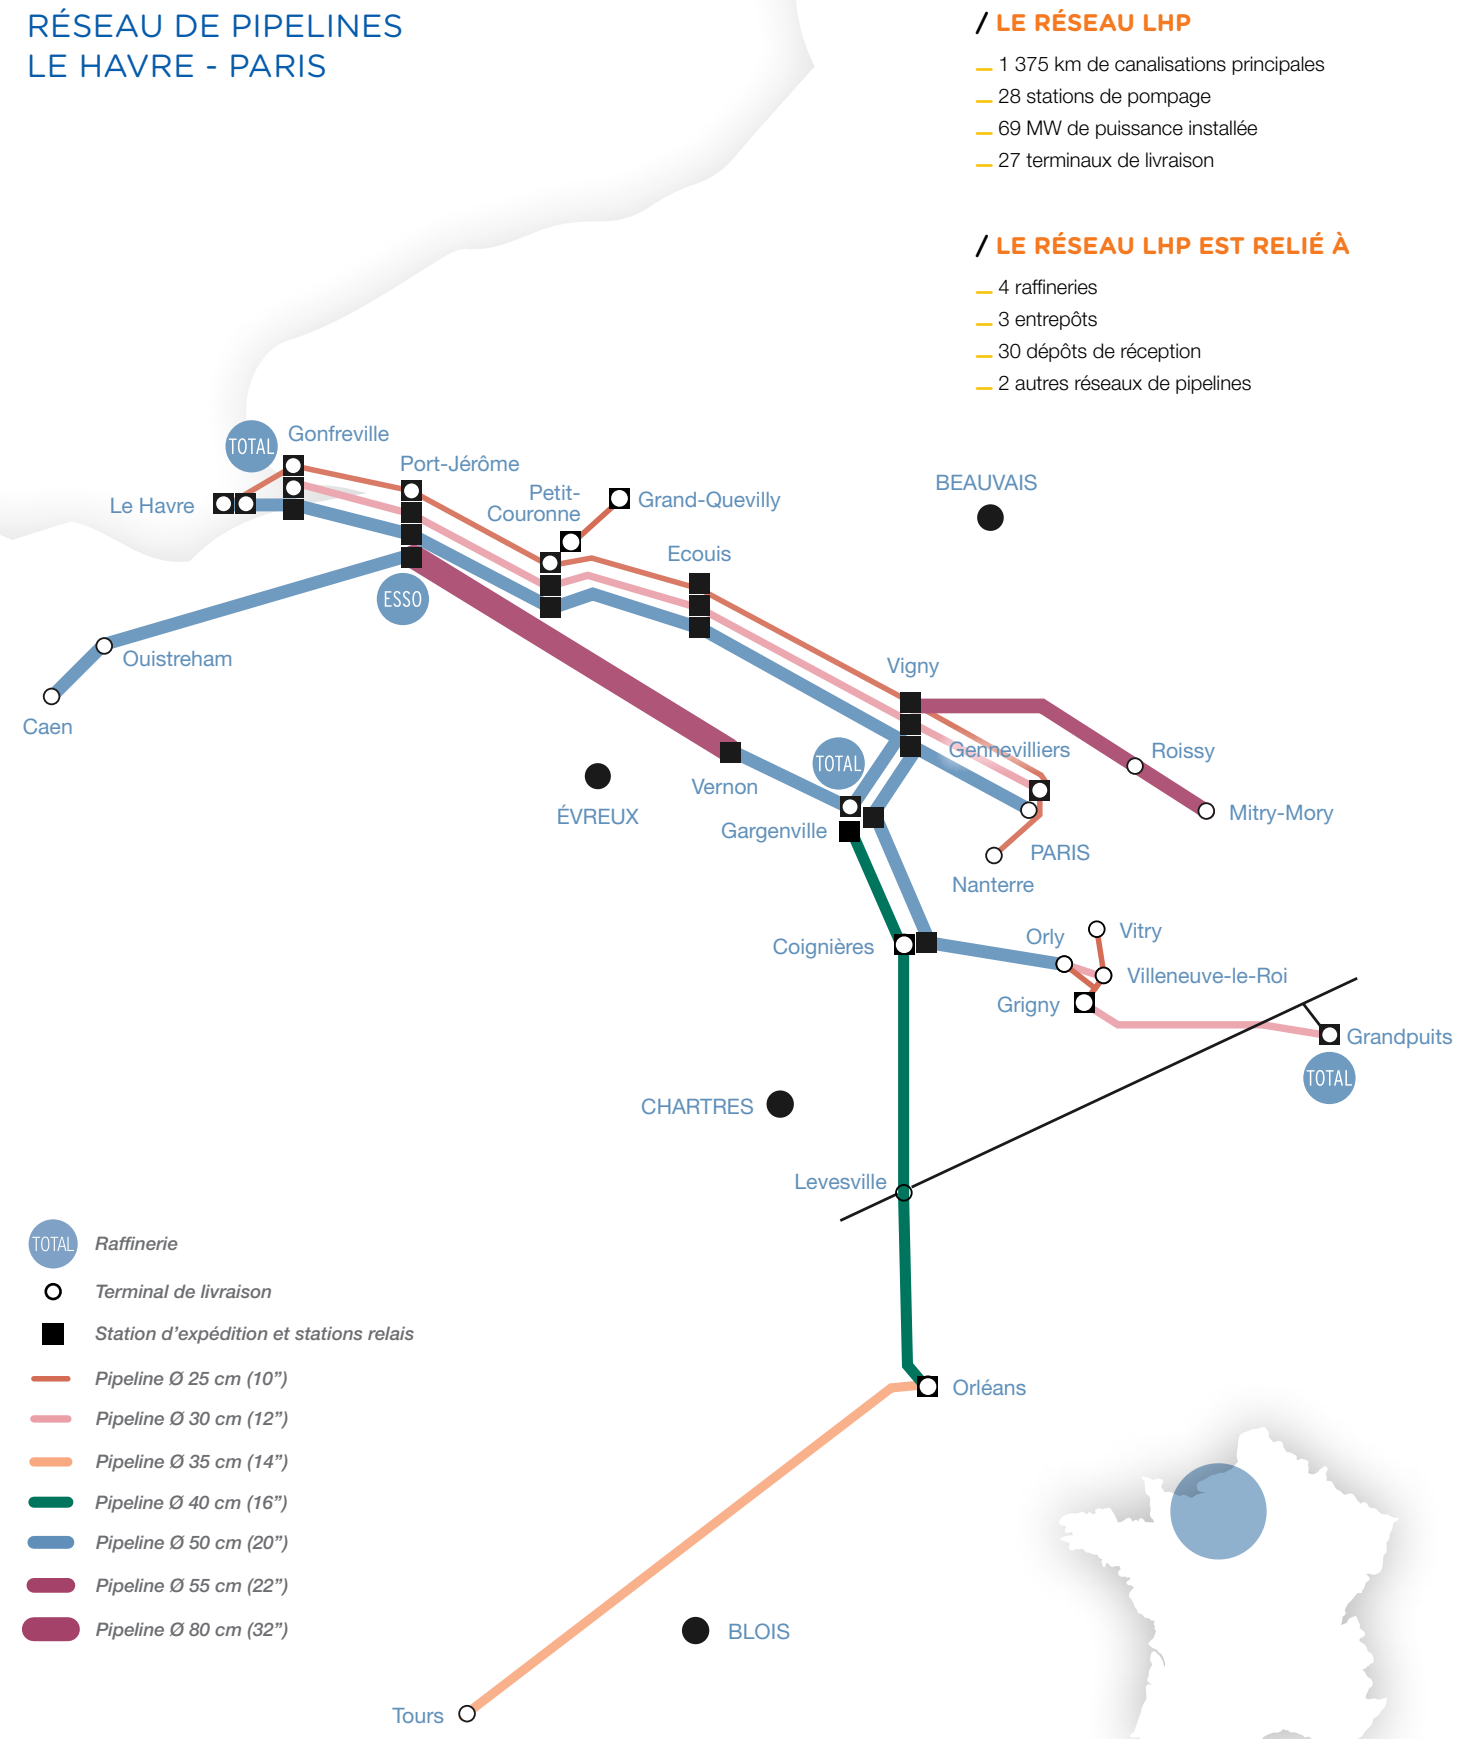 RÉSEAU DE PIPELINES
LE HAVRE - PARIS
/ LE RÉSEAU LHP
1 375 km de canalisations principales
28 stations de pompage
69 MW de puissance installée
27 terminaux de livraison
/ LE RÉSEAU LHP EST RELIÉ À
4 raffineries
3 entrepôts
30 dépôts de réception
2 autres réseaux de pipelines
TOTAL
Gonfreville
Port-Jérôme
Le Havre
Petit-
Couronne
Grand-Quevilly
Ecouis
BEAUVAIS
ESSO
Ouistreham
Caen
Vigny
Gennevilliers
Roissy
TOTAL
Vernon
ÉVREUX
Gargenville
Mitry-Mory
PARIS
Nanterre
Coignières
Orly
Vitry
Villeneuve-le-Roi
Grigny
Grandpuits
TOTAL
CHARTRES
Levesville
Orléans
BLOIS
Tours
TOTAL
Raffinerie
Terminal de livraison
Station d'expédition et stations relais
Pipeline Ø 25 cm (10")
Pipeline Ø 30 cm (12")
Pipeline Ø 35 cm (14")
Pipeline Ø 40 cm (16")
Pipeline Ø 50 cm (20")
Pipeline Ø 55 cm (22")
Pipeline Ø 80 cm (32")